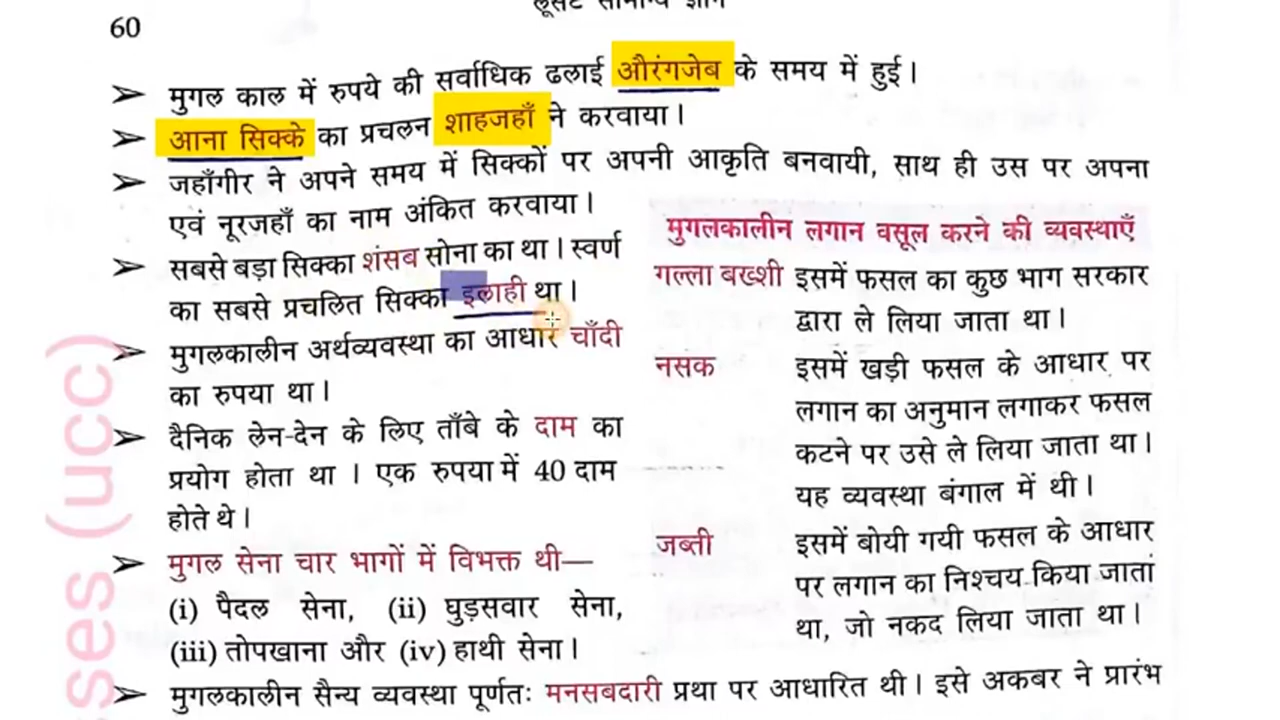 लूसेंट सामान्य ज्ञान
60
➢ मुगल काल में रुपये की सर्वाधिक ढलाई औरंगजेब के समय में हुई।
➢ आना सिक्के का प्रचलन शाहजहाँ ने करवाया।
➢ जहाँगीर ने अपने समय में सिक्कों पर अपनी आकृति बनवायी, साथ ही उस पर अपना
एवं नूरजहाँ का नाम अंकित करवाया।
➢ सबसे बड़ा सिक्का शंसब सोना का था। स्वर्ण
का सबसे प्रचलित सिक्का इलाही था।
➢ मुगलकालीन अर्थव्यवस्था का आधार चाँदी
का रुपया था।
➢ दैनिक लेन-देन के लिए ताँबे के दाम का
प्रयोग होता था । एक रुपया में 40 दाम
होते थे।
➢ मुगल सेना चार भागों में विभक्त थी—
(i) पैदल सेना, (ii) घुड़सवार सेना,
(iii) तोपखाना और (iv) हाथी सेना।
मुगलकालीन लगान वसूल करने की व्यवस्थाएँ
गल्ला बख्शी इसमें फसल का कुछ भाग सरकार
द्वारा ले लिया जाता था।
नसक इसमें खड़ी फसल के आधार पर
लगान का अनुमान लगाकर फसल
कटने पर उसे ले लिया जाता था।
यह व्यवस्था बंगाल में थी।
जब्ती इसमें बोयी गयी फसल के आधार
पर लगान का निश्चय किया जाता
था, जो नकद लिया जाता था।
➢ मुगलकालीन सैन्य व्यवस्था पूर्णतः मनसबदारी प्रथा पर आधारित थी। इसे अकबर ने प्रारंभ
ses (ucc)